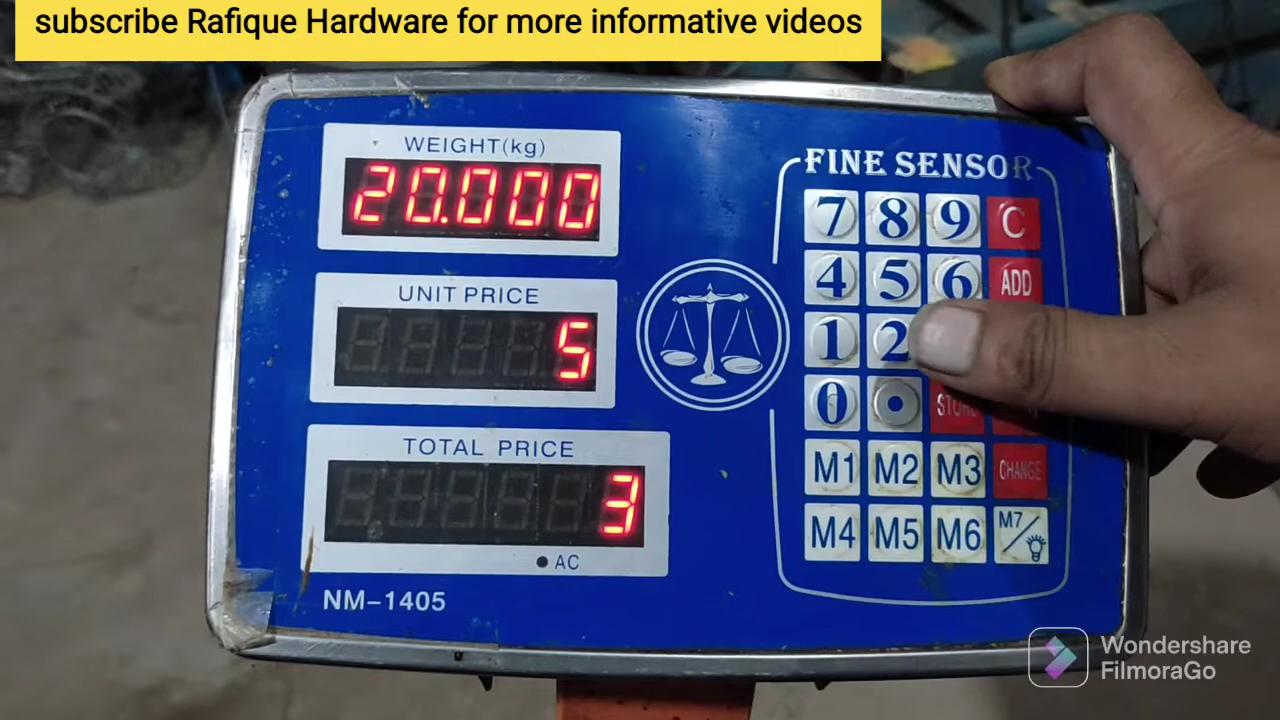 subscribe Rafique Hardware for more informative videos
WEIGHT(kg)
20.000
UNIT PRICE
5
TOTAL PRICE
3
AC
NM-1405
FINE SENSOR
7 8 9 C
4 5 6 ADD
1 2
0 •
M1 M2 M3 CHANGE
M4 M5 M6 M7/
Wondershare
FilmoraGo